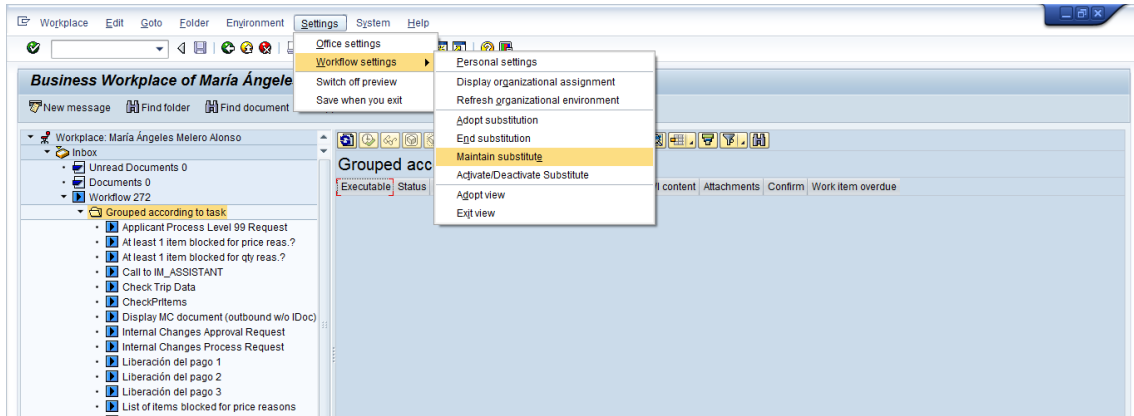 Workplace Edit Goto Folder Environment Settings System Help
Office settings
Workflow settings
Switch off preview
Save when you exit
Personal settings
Display organizational assignment
Refresh organizational environment
Adopt substitution
End substitution
Maintain substitute
Activate/Deactivate Substitute
Adopt view
Exit view
Business Workplace of María Ángele
New message Find folder Find document
Workplace: María Ángeles Melero Alonso
Inbox
Unread Documents 0
Documents 0
Workflow 272
Grouped according to task
Applicant Process Level 99 Request
At least 1 item blocked for price reas.?
At least 1 item blocked for qty reas.?
Call to IM_ASSISTANT
Check Trip Data
CheckPrItems
Display MC document (outbound w/o IDoc)
Internal Changes Approval Request
Internal Changes Process Request
Liberación del pago 1
Liberación del pago 2
Liberación del pago 3
List of items blocked for price reasons
Grouped acc
Executable Status content Attachments Confirm Work item overdue